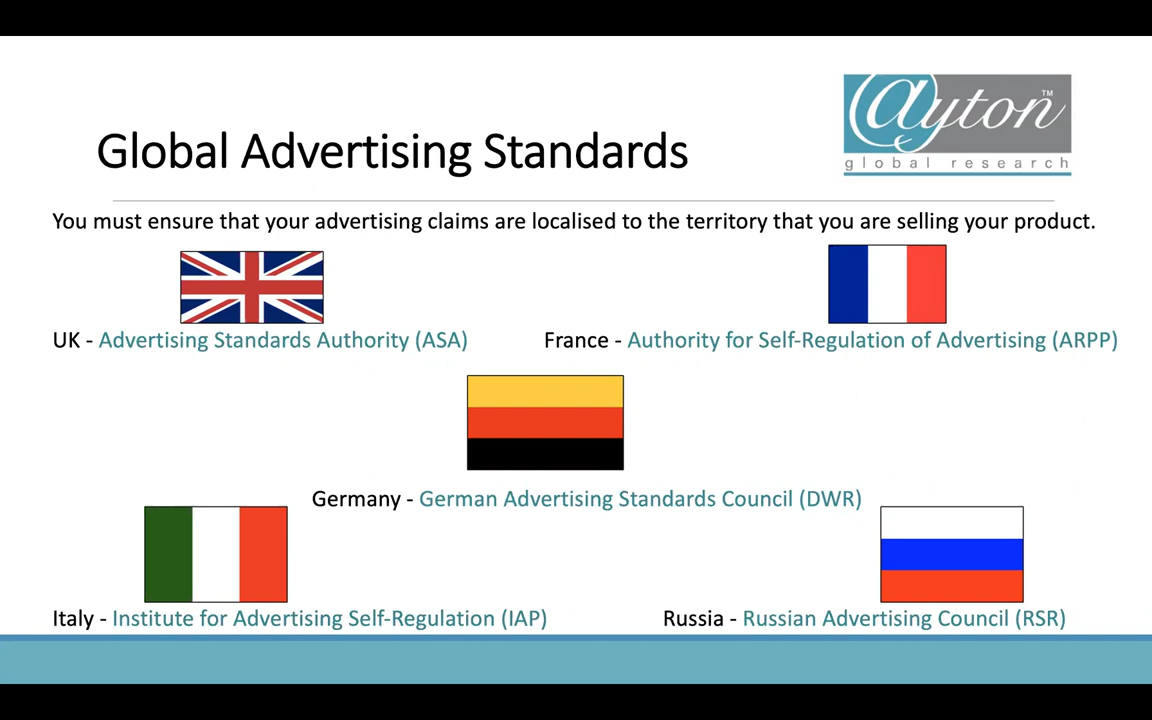 @yton™
global research
Global Advertising Standards
You must ensure that your advertising claims are localised to the territory that you are selling your product.
UK - Advertising Standards Authority (ASA)
France - Authority for Self-Regulation of Advertising (ARPP)
Germany - German Advertising Standards Council (DWR)
Italy - Institute for Advertising Self-Regulation (IAP)
Russia - Russian Advertising Council (RSR)